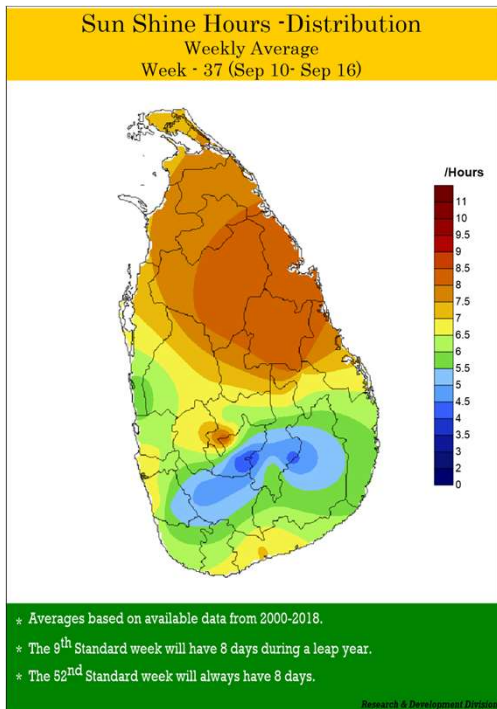 Sun Shine Hours -Distribution
Weekly Average
Week - 37 (Sep 10- Sep 16)
/Hours
11
10
9.5
9
8.5
8
7.5
7
6.5
6
5.5
5
4.5
4
3.5
3
2
0
* Averages based on available data from 2000-2018.
* The 9th Standard week will have 8 days during a leap year.
* The 52nd Standard week will always have 8 days.
Research & Development Division